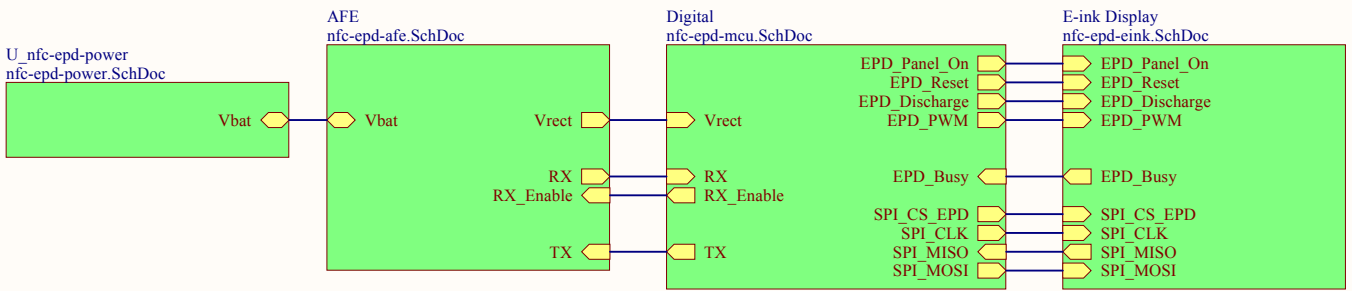 U_nfc-epd-power
nfc-epd-power.SchDoc
Vbat
AFE
nfc-epd-afe.SchDoc
Vbat
Vrect
RX
RX_Enable
TX
Digital
nfc-epd-mcu.SchDoc
Vrect
RX
RX_Enable
TX
EPD_Panel_On
EPD_Reset
EPD_Discharge
EPD_PWM
EPD_Busy
SPI_CS_EPD
SPI_CLK
SPI_MISO
SPI_MOSI
E-ink Display
nfc-epd-eink.SchDoc
EPD_Panel_On
EPD_Reset
EPD_Discharge
EPD_PWM
EPD_Busy
SPI_CS_EPD
SPI_CLK
SPI_MISO
SPI_MOSI